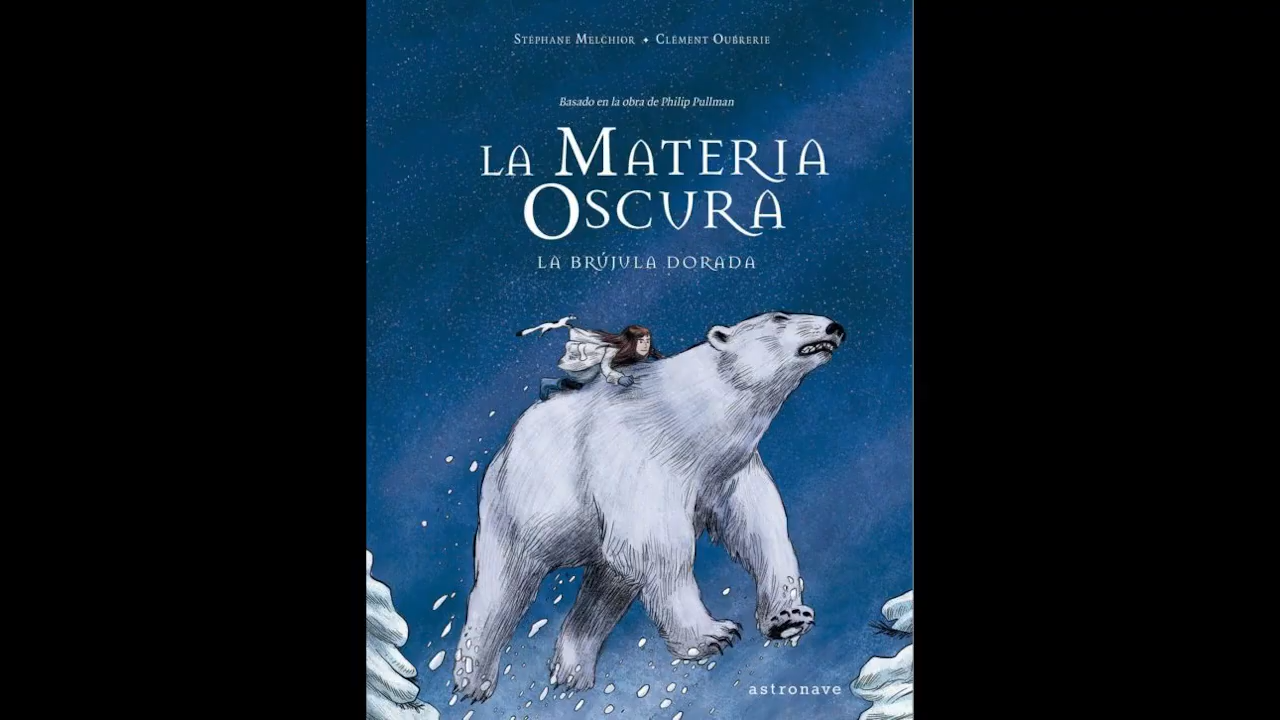 Stéphane Melchior ✦ Clément Oubrerie
Basado en la obra de Philip Pullman
La Materia
Oscura
La brújula dorada
astronave